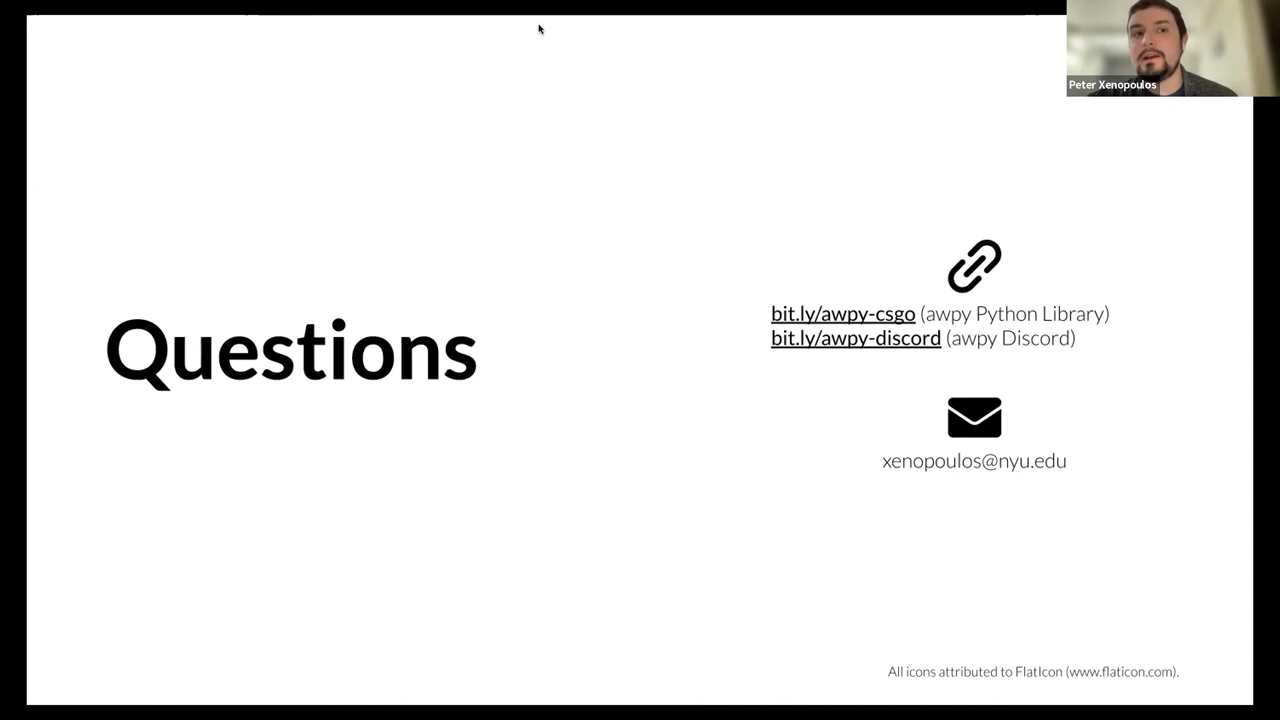 Peter Xenopoulos
Questions
bit.ly/awpy-csgo (awpy Python Library)
bit.ly/awpy-discord (awpy Discord)
xenopoulos@nyu.edu
All icons attributed to FlatIcon (www.flaticon.com).